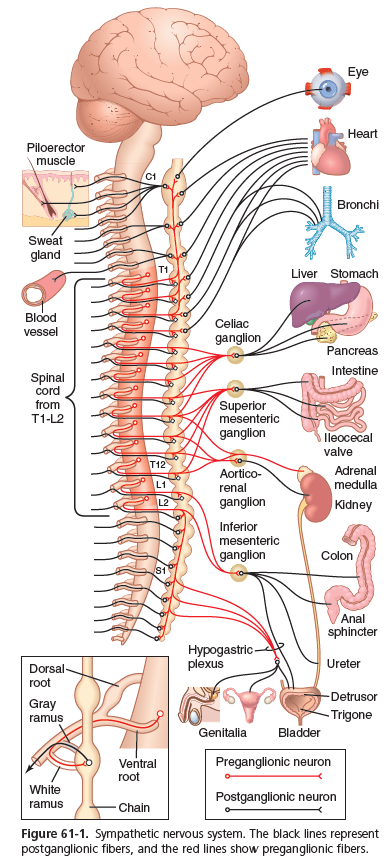 Eye
Heart
Bronchi
Piloerector
muscle
C1
Sweat
gland
T1
Blood
vessel
Liver
Stomach
Celiac
ganglion
Pancreas
Intestine
Spinal
cord
from
T1-L2
Superior
mesenteric
ganglion
Ileocecal
valve
T12
L1
L2
Aortico-
renal
ganglion
Adrenal
medulla
Kidney
Inferior
mesenteric
ganglion
Colon
S1
Anal
sphincter
Hypogastric
plexus
Ureter
Detrusor
Trigone
Genitalia
Bladder
Dorsal
root
Gray
ramus
White
ramus
Ventral
root
Chain
Preganglionic neuron
Postganglionic neuron
Figure 61-1. Sympathetic nervous system. The black lines represent
postganglionic fibers, and the red lines show preganglionic fibers.